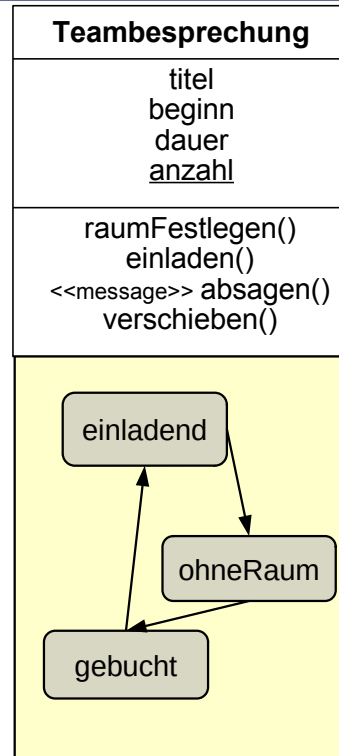 Teambesprechung
titel
beginn
dauer
anzahl
raumFestlegen()
einladen()
<<message>> absagen()
verschieben()
einladend
ohneRaum
gebucht